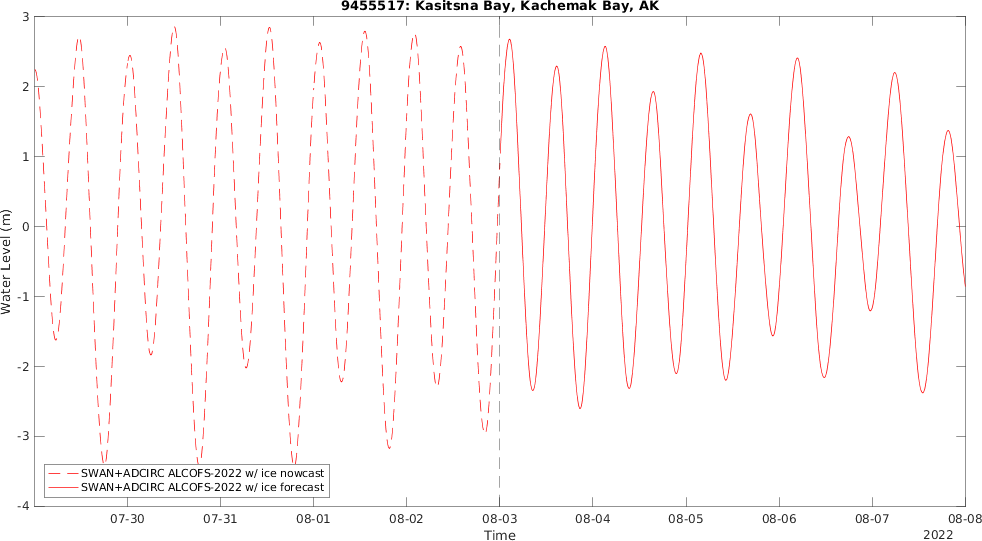 9455517: Kasitsna Bay, Kachemak Bay, AK
3
2
1
0
-1
-2
-3
-4
Water Level (m)
SWAN+ADCIRC ALCOFS-2022 w/ ice nowcast
SWAN+ADCIRC ALCOFS-2022 w/ ice forecast
07-30 07-31 08-01 08-02 08-03 08-04 08-05 08-06 08-07 08-08
Time
2022